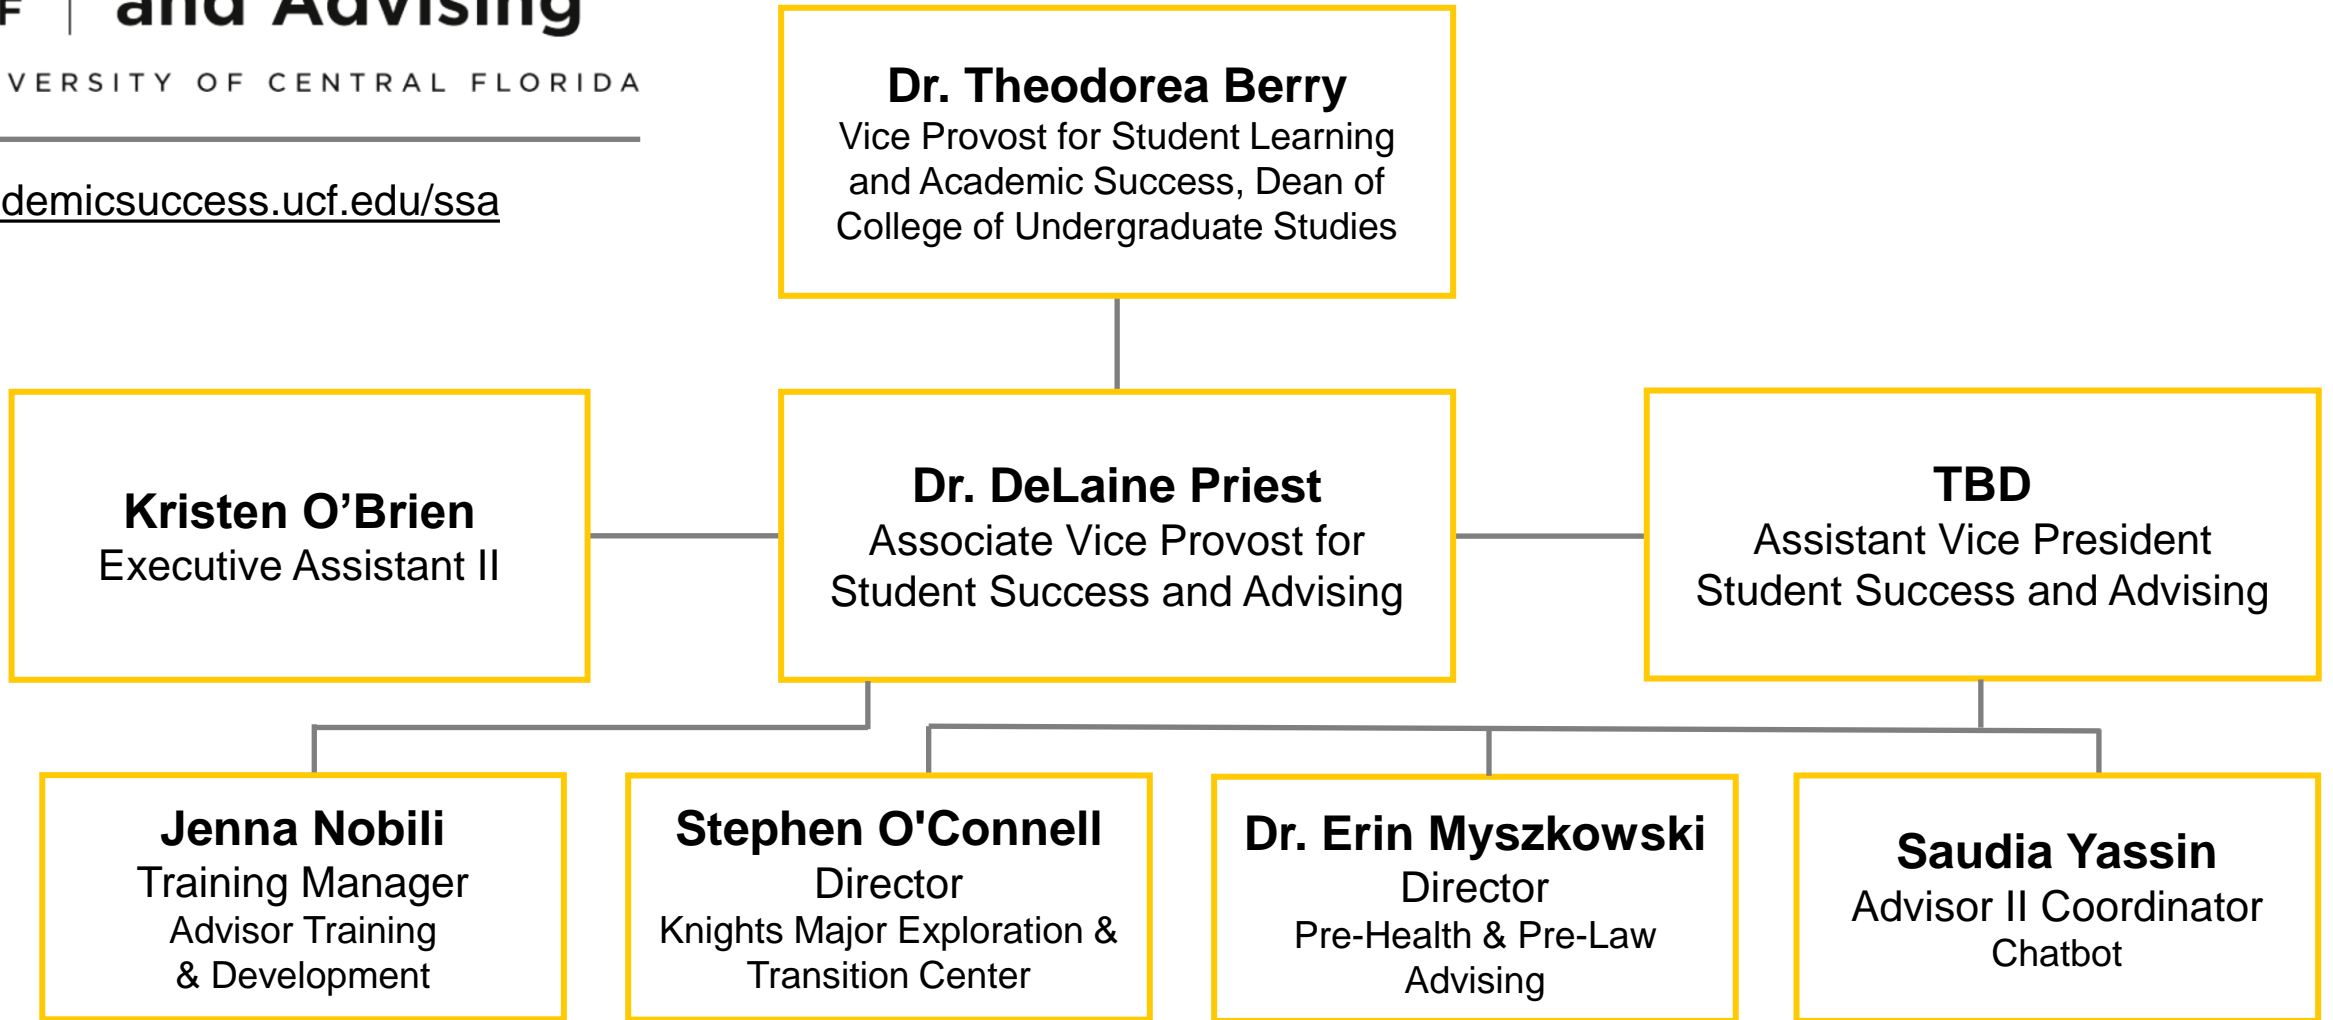 and Advising
VERSITY OF CENTRAL FLORIDA
demicsuccess.ucf.edu/ssa
Dr. Theodorea Berry
Vice Provost for Student Learning
and Academic Success, Dean of
College of Undergraduate Studies
Kristen O’Brien
Executive Assistant II
Dr. DeLaine Priest
Associate Vice Provost for
Student Success and Advising
TBD
Assistant Vice President
Student Success and Advising
Jenna Nobili
Training Manager
Advisor Training
& Development
Stephen O'Connell
Director
Knights Major Exploration &
Transition Center
Dr. Erin Myszkowski
Director
Pre-Health & Pre-Law
Advising
Saudia Yassin
Advisor II Coordinator
Chatbot